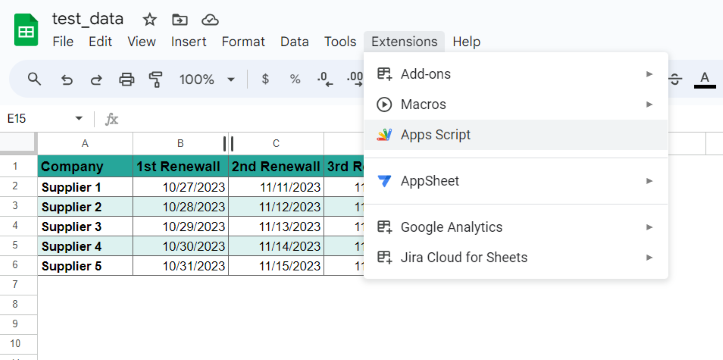 test_data
File Edit View Insert Format Data Tools Extensions Help
100% $ % .0 .00 A
E15 fx
A B C
1 Company 1st Renewall 2nd Renewall 3rd R
2 Supplier 1 10/27/2023 11/11/2023 11
3 Supplier 2 10/28/2023 11/12/2023 11
4 Supplier 3 10/29/2023 11/13/2023 11
5 Supplier 4 10/30/2023 11/14/2023 11
6 Supplier 5 10/31/2023 11/15/2023 11
7
8
9
10
Add-ons
Macros
Apps Script
AppSheet
Google Analytics
Jira Cloud for Sheets